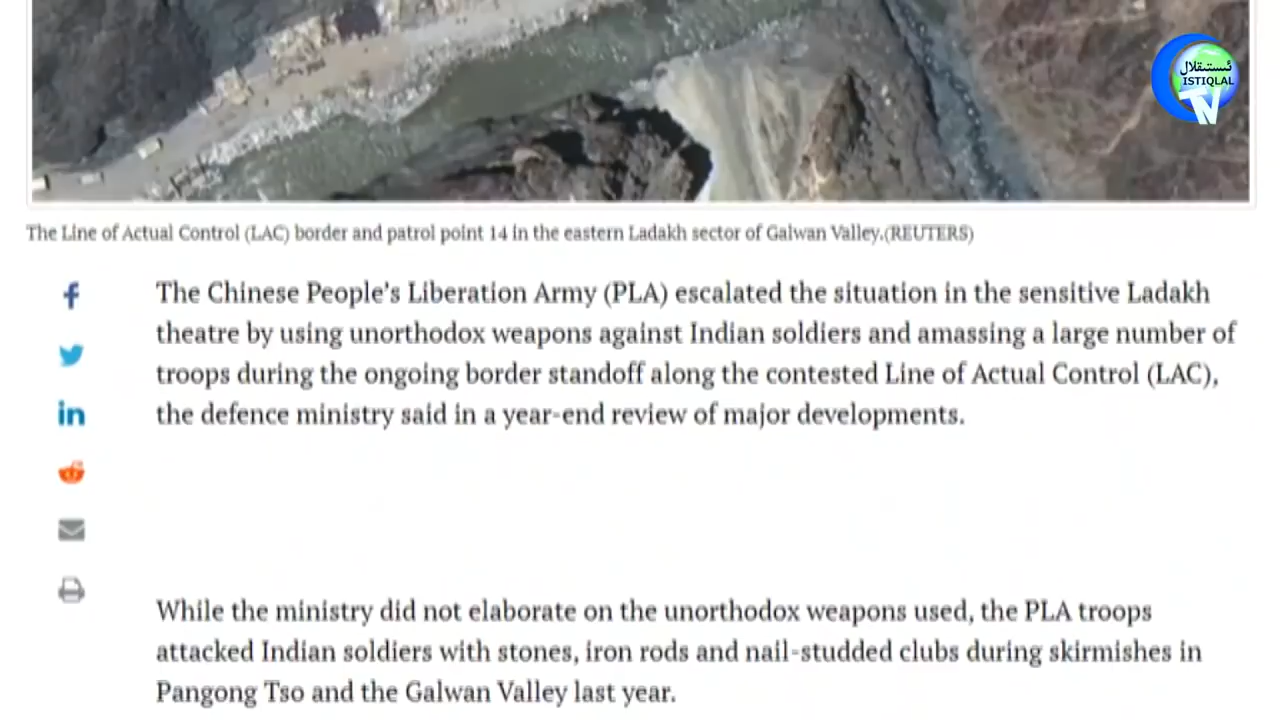 ئىستىقلال
ISTIQLAL
TV
The Line of Actual Control (LAC) border and patrol point 14 in the eastern Ladakh sector of Galwan Valley.(REUTERS)
The Chinese People's Liberation Army (PLA) escalated the situation in the sensitive Ladakh
theatre by using unorthodox weapons against Indian soldiers and amassing a large number of
troops during the ongoing border standoff along the contested Line of Actual Control (LAC),
the defence ministry said in a year-end review of major developments.
While the ministry did not elaborate on the unorthodox weapons used, the PLA troops
attacked Indian soldiers with stones, iron rods and nail-studded clubs during skirmishes in
Pangong Tso and the Galwan Valley last year.